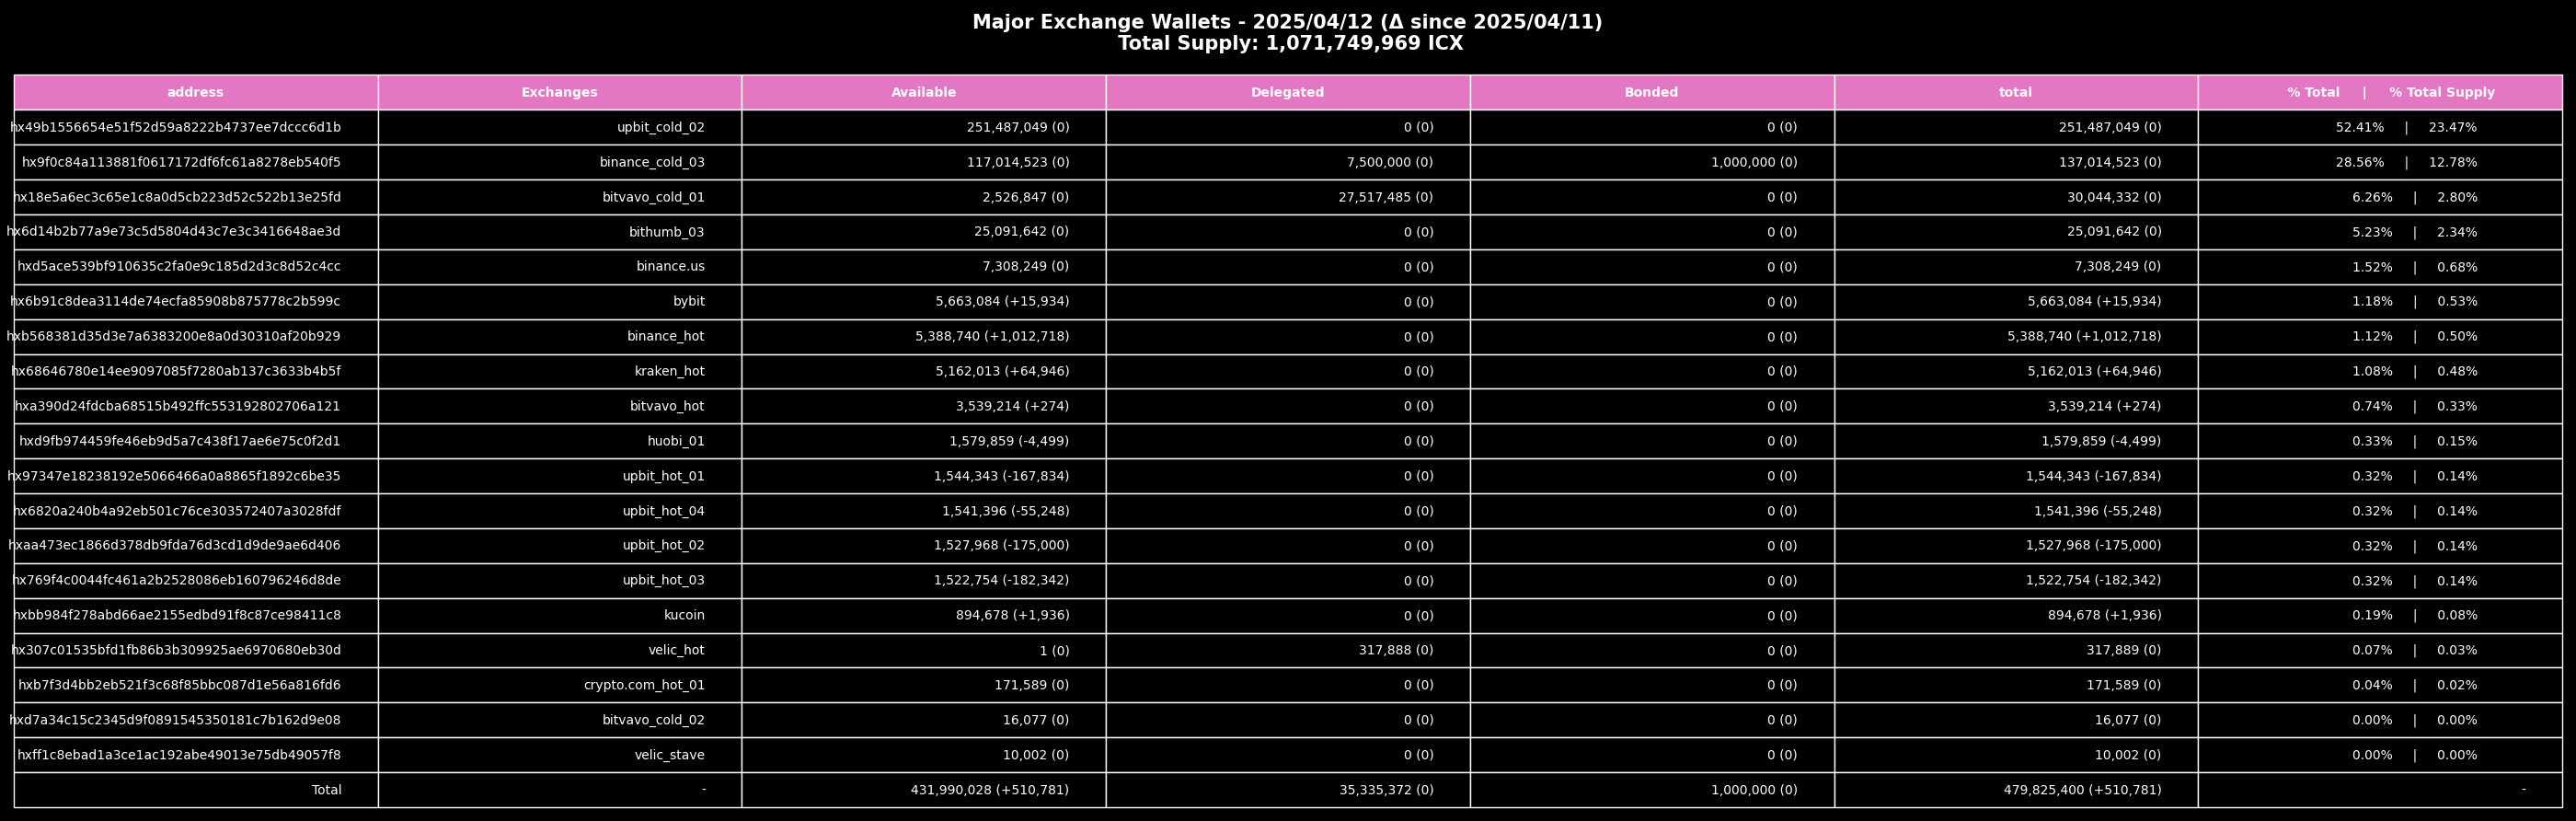 Major Exchange Wallets - 2025/04/12 (Δ since 2025/04/11)
Total Supply: 1,071,749,969 ICX
address Exchanges Available Delegated Bonded total % Total | % Total Supply
hx49b1556654e51f52d59a8222b4737ee7dccc6d1b upbit_cold_02 251,487,049 (0) 0 (0) 0 (0) 251,487,049 (0) 52.41% | 23.47%
hx9f0c84a113881f0617172df6fc61a8278eb540f5 binance_cold_03 117,014,523 (0) 7,500,000 (0) 1,000,000 (0) 137,014,523 (0) 28.56% | 12.78%
hx18e5a6ec3c65e1c8a0d5cb223d52c522b13e25fd bitvavo_cold_01 2,526,847 (0) 27,517,485 (0) 0 (0) 30,044,332 (0) 6.26% | 2.80%
hx6d14b2b77a9e73c5d5804d43c7e3c3416648ae3d bithumb_03 25,091,642 (0) 0 (0) 0 (0) 25,091,642 (0) 5.23% | 2.34%
hxd5ace539bf910635c2fa0e9c185d2d3c8d52c4cc binance.us 7,308,249 (0) 0 (0) 0 (0) 7,308,249 (0) 1.52% | 0.68%
hx6b91c8dea3114de74ecfa85908b875778c2b599c bybit 5,663,084 (+15,934) 0 (0) 0 (0) 5,663,084 (+15,934) 1.18% | 0.53%
hxb568381d35d3e7a6383200e8a0d30310af20b929 binance_hot 5,388,740 (+1,012,718) 0 (0) 0 (0) 5,388,740 (+1,012,718) 1.12% | 0.50%
hx68646780e14ee9097085f7280ab137c3633b4b5f kraken_hot 5,162,013 (+64,946) 0 (0) 0 (0) 5,162,013 (+64,946) 1.08% | 0.48%
hxa390d24fdcba68515b492ffc553192802706a121 bitvavo_hot 3,539,214 (+274) 0 (0) 0 (0) 3,539,214 (+274) 0.74% | 0.33%
hxd9fb974459fe46eb9d5a7c438f17ae6e75c0f2d1 huobi_01 1,579,859 (-4,499) 0 (0) 0 (0) 1,579,859 (-4,499) 0.33% | 0.15%
hx97347e18238192e5066466a0a8865f1892c6be35 upbit_hot_01 1,544,343 (-167,834) 0 (0) 0 (0) 1,544,343 (-167,834) 0.32% | 0.14%
hx6820a240b4a92eb501c76ce303572407a3028fdf upbit_hot_04 1,541,396 (-55,248) 0 (0) 0 (0) 1,541,396 (-55,248) 0.32% | 0.14%
hxaa473ec1866d378db9fda76d3cd1d9de9ae6d406 upbit_hot_02 1,527,968 (-175,000) 0 (0) 0 (0) 1,527,968 (-175,000) 0.32% | 0.14%
hx769f4c0044fc461a2b2528086eb160796246d8de upbit_hot_03 1,522,754 (-182,342) 0 (0) 0 (0) 1,522,754 (-182,342) 0.32% | 0.14%
hxbb984f278abd66ae2155edbd91f8c87ce98411c8 kucoin 894,678 (+1,936) 0 (0) 0 (0) 894,678 (+1,936) 0.19% | 0.08%
hx307c01535bfd1fb86b3b309925ae6970680eb30d velic_hot 1 (0) 317,888 (0) 0 (0) 317,889 (0) 0.07% | 0.03%
hxb7f3d4bb2eb521f3c68f85bbc087d1e56a816fd6 crypto.com_hot_01 171,589 (0) 0 (0) 0 (0) 171,589 (0) 0.04% | 0.02%
hxd7a34c15c2345d9f0891545350181c7b162d9e08 bitvavo_cold_02 16,077 (0) 0 (0) 0 (0) 16,077 (0) 0.00% | 0.00%
hxff1c8ebad1a3ce1ac192abe49013e75db49057f8 velic_stave 10,002 (0) 0 (0) 0 (0) 10,002 (0) 0.00% | 0.00%
Total - 431,990,028 (+510,781) 35,335,372 (0) 1,000,000 (0) 479,825,400 (+510,781) -